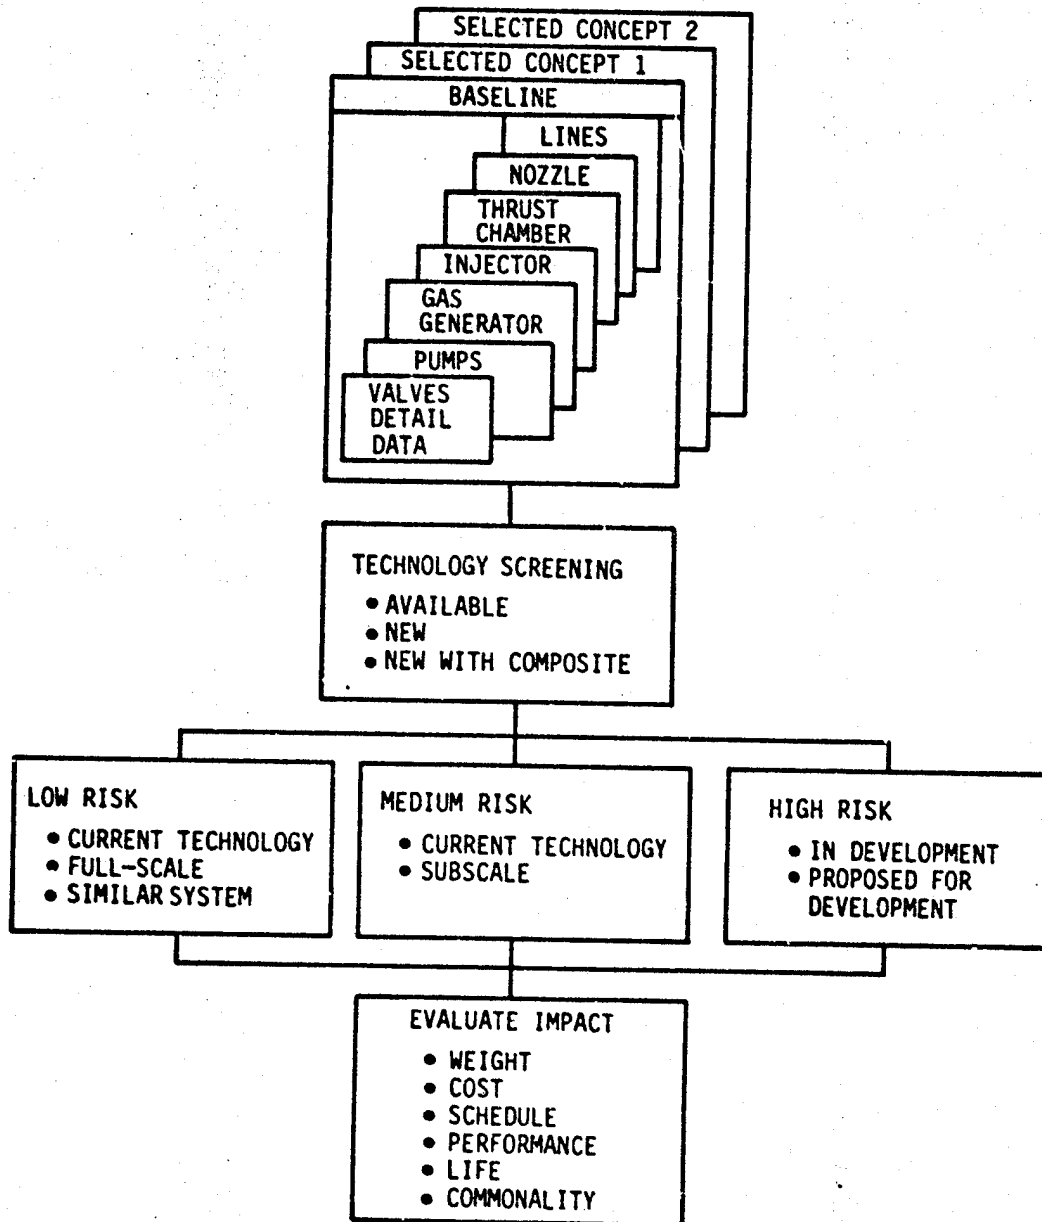 SELECTED CONCEPT 2
SELECTED CONCEPT 1
BASELINE
LINES
NOZZLE
THRUST
CHAMBER
INJECTOR
GAS
GENERATOR
PUMPS
VALVES
DETAIL
DATA
TECHNOLOGY SCREENING
• AVAILABLE
• NEW
• NEW WITH COMPOSITE
LOW RISK
• CURRENT TECHNOLOGY
• FULL-SCALE
• SIMILAR SYSTEM
MEDIUM RISK
• CURRENT TECHNOLOGY
• SUBSCALE
HIGH RISK
• IN DEVELOPMENT
• PROPOSED FOR
DEVELOPMENT
EVALUATE IMPACT
• WEIGHT
• COST
• SCHEDULE
• PERFORMANCE
• LIFE
• COMMONALITY